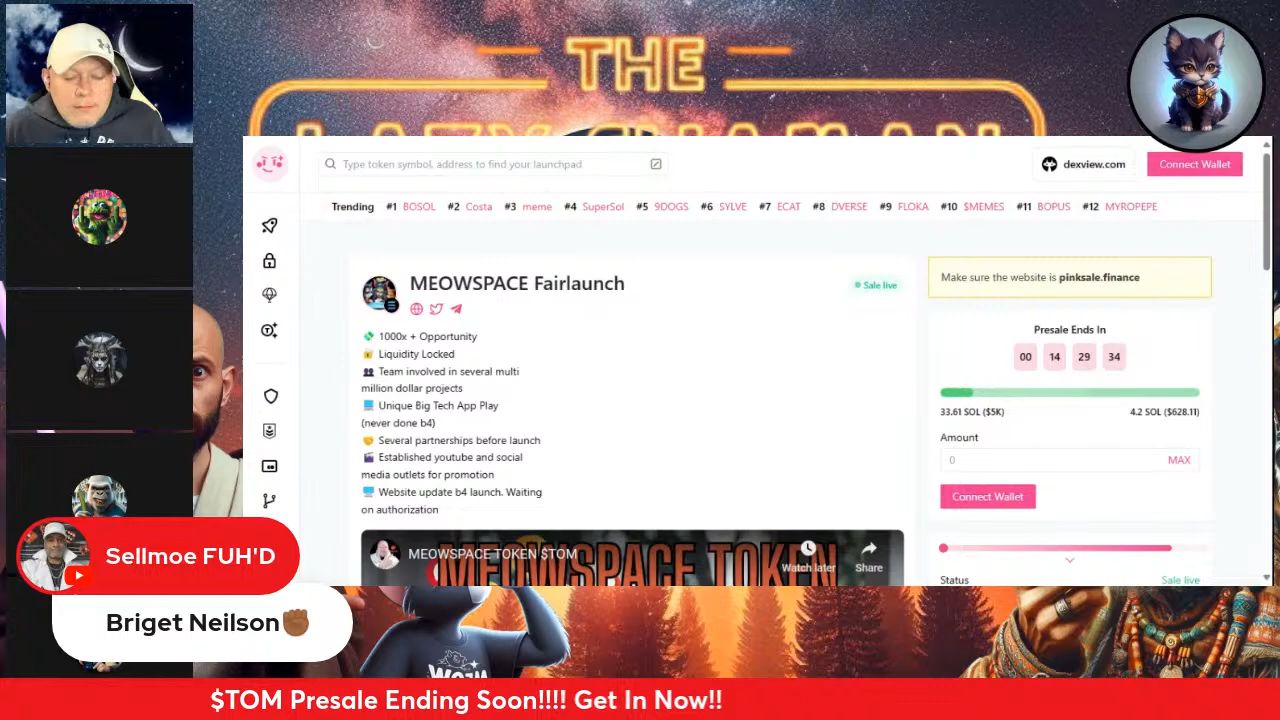 THE
LAZY SHAMAN
Type token symbol, address to find your launchpad
dexview.com
Connect Wallet
Trending #1 BOSOL #2 Costa #3 meme #4 SuperSol #5 9DOGS #6 SYLVE #7 ECAT #8 DVERSE #9 FLOKA #10 $MEMES #11 BOPUS #12 MYROPEPE
MEOWSPACE Fairlaunch
Sale live
💸 1000x + Opportunity
🔐 Liquidity Locked
👥 Team involved in several multi
million dollar projects
💻 Unique Big Tech App Play
(never done b4)
🤝 Several partnerships before launch
🎬 Established youtube and social
media outlets for promotion
💻 Website update b4 launch. Waiting
on authorization
MEOWSPACE TOKEN $TOM
Watch later
Share
MEOWSPACE TOKEN
Make sure the website is pinksale.finance
Presale Ends In
00 14 29 34
33.61 SOL ($5K)
4.2 SOL ($628.11)
Amount
0
MAX
Connect Wallet
Status
Sale live
Sellmoe FUH'D
Briget Neilson✊🏾
$TOM Presale Ending Soon!!!! Get In Now!!